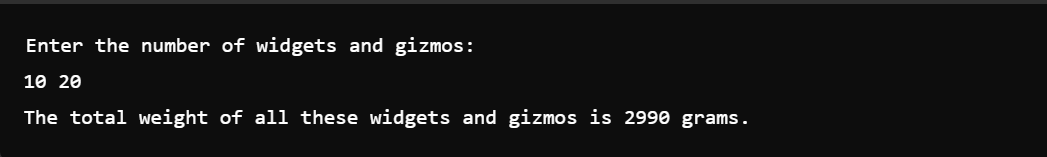 Enter the number of widgets and gizmos:
10 20
The total weight of all these widgets and gizmos is 2990 grams.